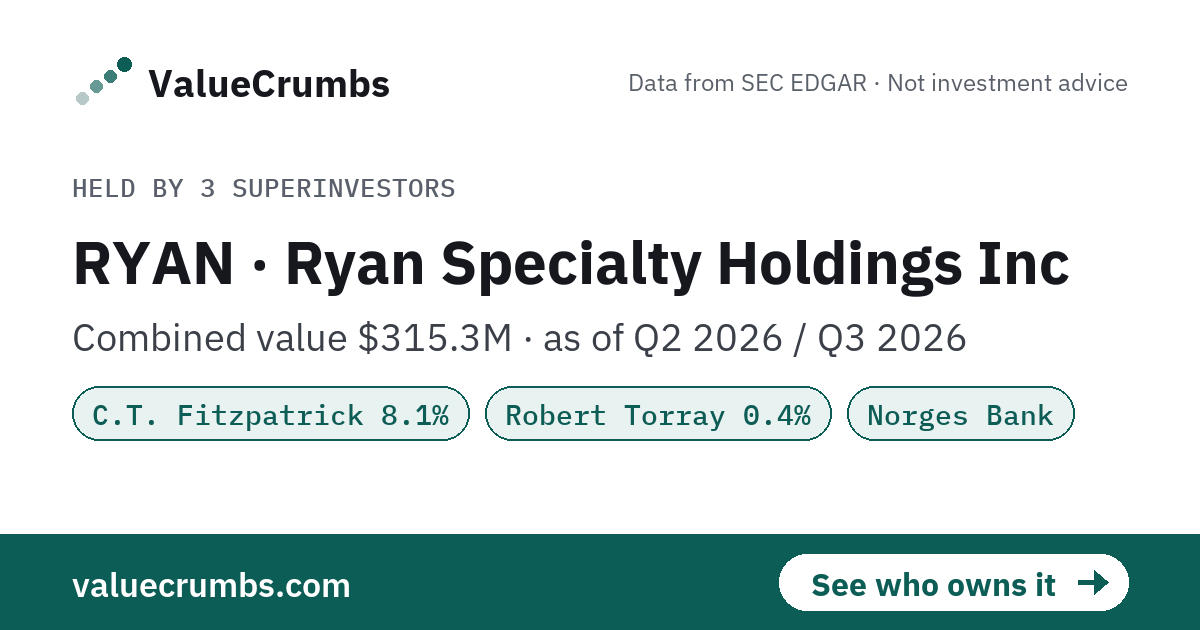 ValueCrumbs
Data from SEC EDGAR · Not investment advice
HELD BY 3 SUPERINVESTORS
RYAN · Ryan Specialty Holdings Inc
Combined value $315.3M · as of Q2 2026 / Q3 2026
C.T. Fitzpatrick 8.1% Robert Torray 0.4% Norges Bank
valuecrumbs.com
See who owns it →